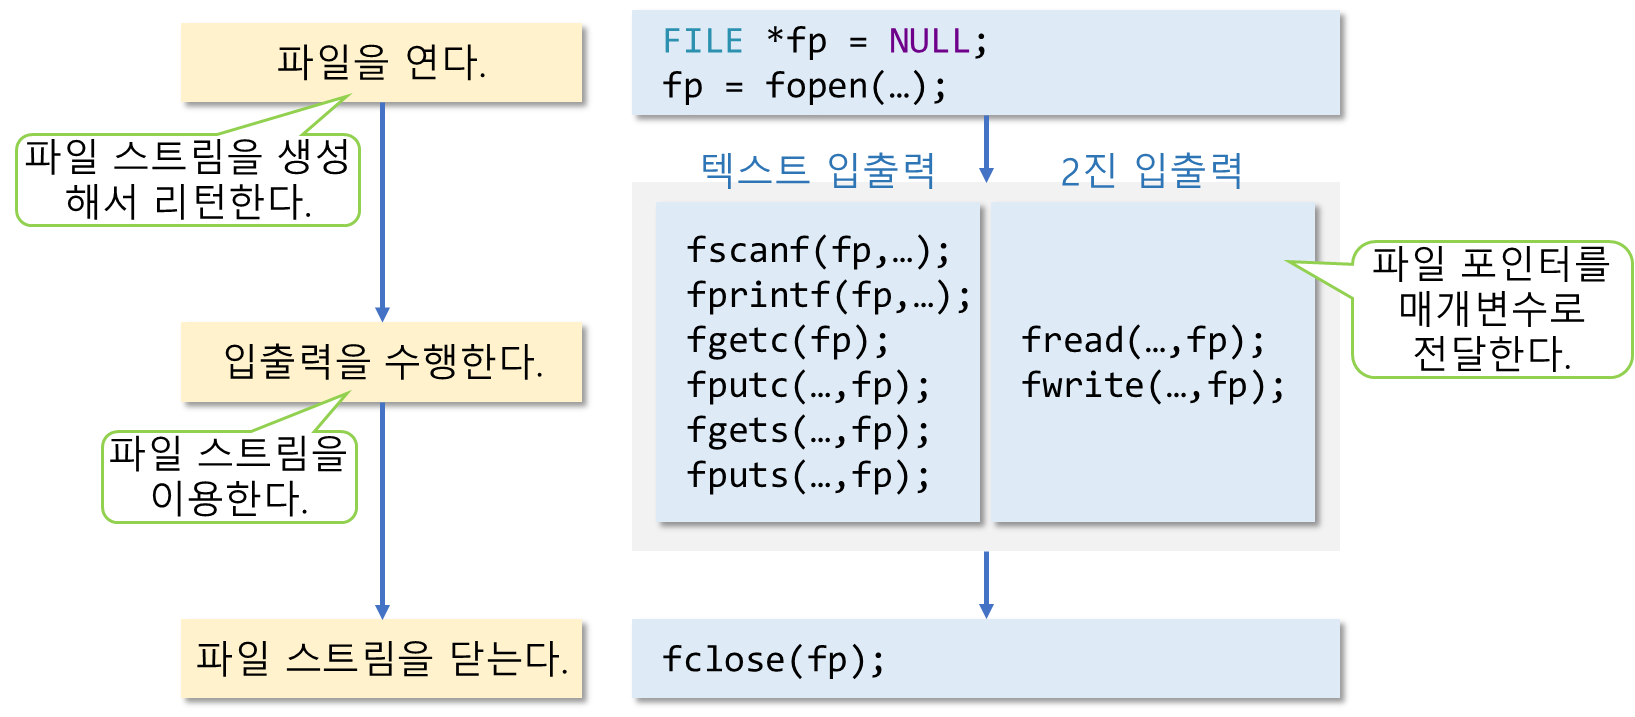 파일을 연다.
파일 스트림을 생성
해서 리턴한다.
입출력을 수행한다.
파일 스트림을
이용한다.
파일 스트림을 닫는다.
FILE *fp = NULL;
fp = fopen(…);
텍스트 입출력
fscanf(fp,…);
fprintf(fp,…);
fgetc(fp);
fputc(…,fp);
fgets(…,fp);
fputs(…,fp);
2진 입출력
fread(…,fp);
fwrite(…,fp);
파일 포인터를
매개변수로
전달한다.
fclose(fp);